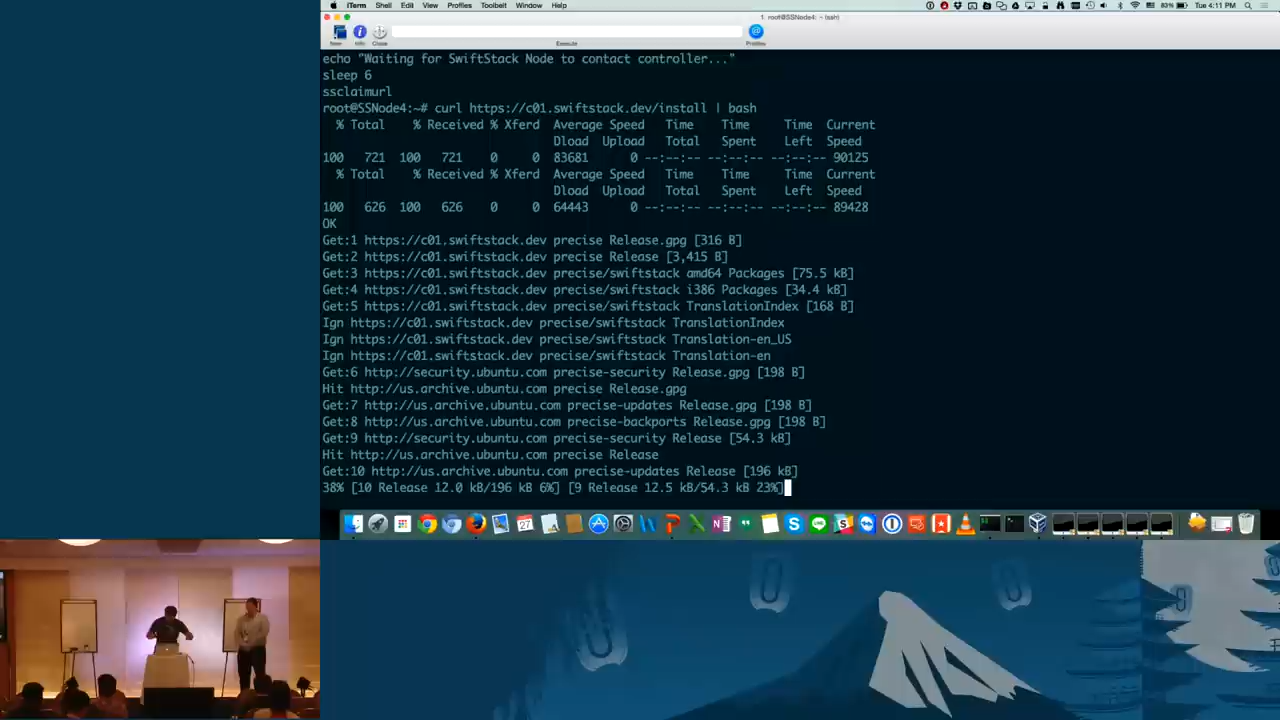 iTerm Shell Edit View Profiles Toolbelt Window Help 83% Tue 4:11 PM
1. root@SSNode4: ~ (ssh)
New Info Close Execute Profiles
echo "Waiting for SwiftStack Node to contact controller..."
sleep 6
ssclaimurl
root@SSNode4:~# curl https://c01.swiftstack.dev/install | bash
% Total % Received % Xferd Average Speed Time Time Time Current
Dload Upload Total Spent Left Speed
100 721 100 721 0 0 83681 0 --:--:-- --:--:-- --:--:-- 90125
% Total % Received % Xferd Average Speed Time Time Time Current
Dload Upload Total Spent Left Speed
100 626 100 626 0 0 64443 0 --:--:-- --:--:-- --:--:-- 89428
OK
Get:1 https://c01.swiftstack.dev precise Release.gpg [316 B]
Get:2 https://c01.swiftstack.dev precise Release [3,415 B]
Get:3 https://c01.swiftstack.dev precise/swiftstack amd64 Packages [75.5 kB]
Get:4 https://c01.swiftstack.dev precise/swiftstack i386 Packages [34.4 kB]
Get:5 https://c01.swiftstack.dev precise/swiftstack TranslationIndex [168 B]
Ign https://c01.swiftstack.dev precise/swiftstack TranslationIndex
Ign https://c01.swiftstack.dev precise/swiftstack Translation-en_US
Ign https://c01.swiftstack.dev precise/swiftstack Translation-en
Get:6 http://security.ubuntu.com precise-security Release.gpg [198 B]
Hit http://us.archive.ubuntu.com precise Release.gpg
Get:7 http://us.archive.ubuntu.com precise-updates Release.gpg [198 B]
Get:8 http://us.archive.ubuntu.com precise-backports Release.gpg [198 B]
Get:9 http://security.ubuntu.com precise-security Release [54.3 kB]
Hit http://us.archive.ubuntu.com precise Release
Get:10 http://us.archive.ubuntu.com precise-updates Release [196 kB]
38% [10 Release 12.0 kB/196 kB 6%] [9 Release 12.5 kB/54.3 kB 23%]